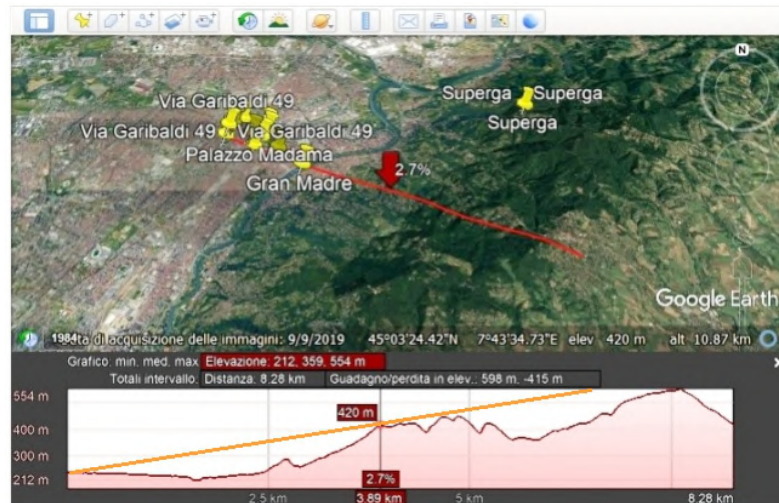 N
Via Garibaldi 49
Superga Superga
Via Garibaldi 49 Via Garibaldi 49
Superga
Palazzo Madama
2.7%
Gran Madre
Google Earth
1984
ata di acquisizione delle immagini: 9/9/2019 45°03'24.42"N 7°43'34.73"E elev 420 m alt 10.87 km
Grafico: min. med. max Elevazione: 212, 359, 554 m
Totali intervallo: Distanza: 8.28 km Guadagno/perdita in elev.: 598 m, -415 m
554 m
420 m
400 m
300 m
212 m
2.7%
2.5 km 3.89 km 5 km 8.28 km